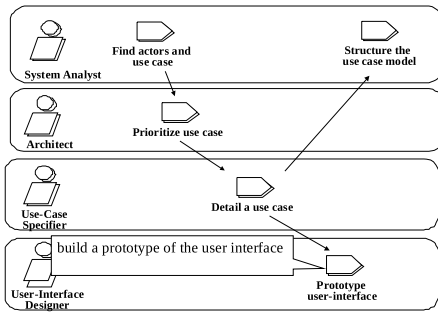 Find actors and
use case
Structure the
use case model
System Analyst
Prioritize use case
Architect
Detail a use case
Use-Case
Specifier
build a prototype of the user interface
Prototype
user-interface
User-Interface
Designer